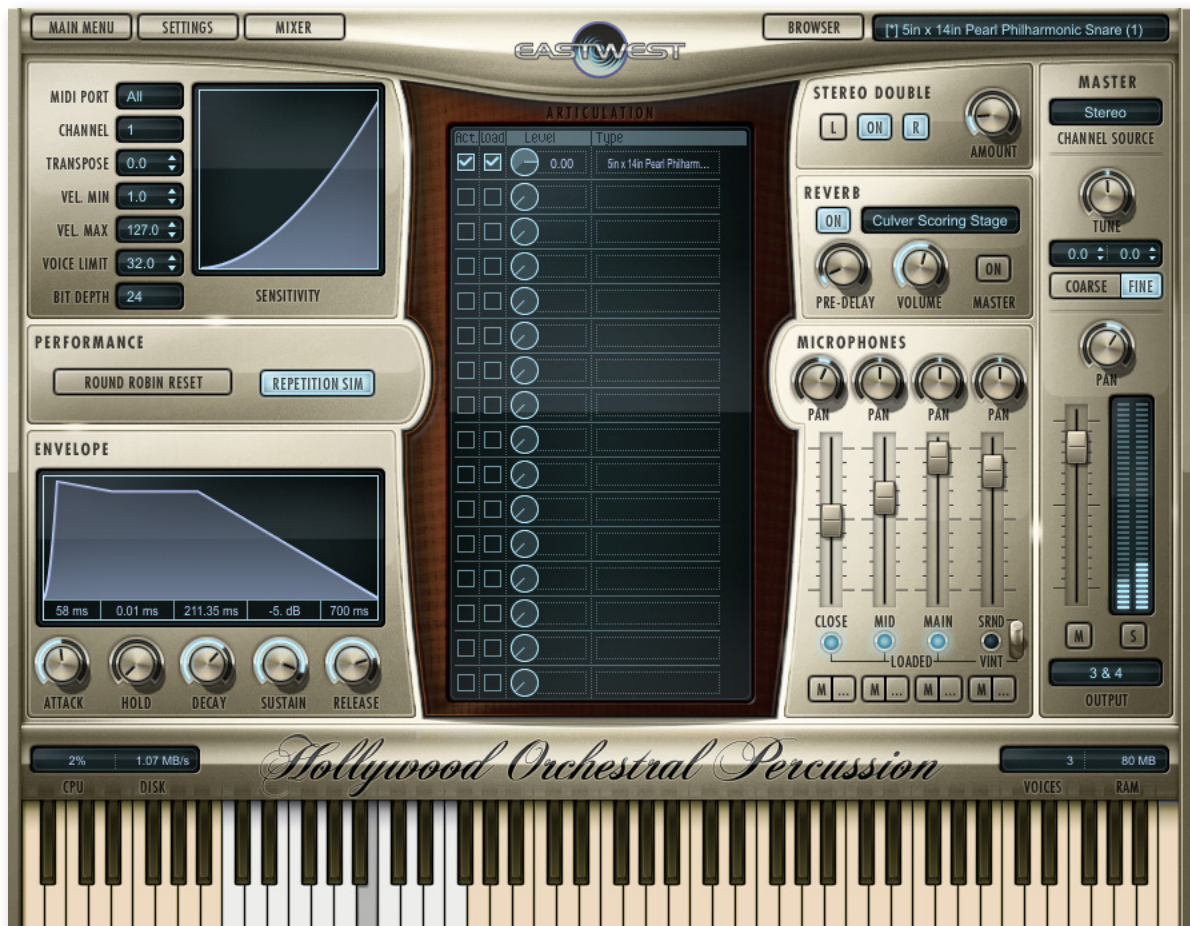 MAIN MENU SETTINGS MIXER
EASTWEST
BROWSER [*] 5in x 14in Pearl Philharmonic Snare (1)
MIDI PORT All
CHANNEL 1
TRANSPOSE 0.0
VEL. MIN 1.0
VEL. MAX 127.0
VOICE LIMIT 32.0
BIT DEPTH 24
SENSITIVITY
PERFORMANCE
ROUND ROBIN RESET REPETITION SIM
ENVELOPE
58 ms 0.01 ms 211.35 ms -5. dB 700 ms
ATTACK HOLD DECAY SUSTAIN RELEASE
ARTICULATION
Act. Load Level Type
0.00 5in x 14in Pearl Philharm...
STEREO DOUBLE
L ON R
AMOUNT
REVERB
ON Culver Scoring Stage
ON
PRE-DELAY VOLUME MASTER
MICROPHONES
PAN PAN PAN PAN
CLOSE MID MAIN SRND
LOADED VINT
M ... M ... M ... M ...
MASTER
Stereo
CHANNEL SOURCE
TUNE
0.0 0.0
COARSE FINE
PAN
M S
3 & 4
OUTPUT
2% 1.07 MB/s
CPU DISK
Hollywood Orchestral Percussion
3 80 MB
VOICES RAM